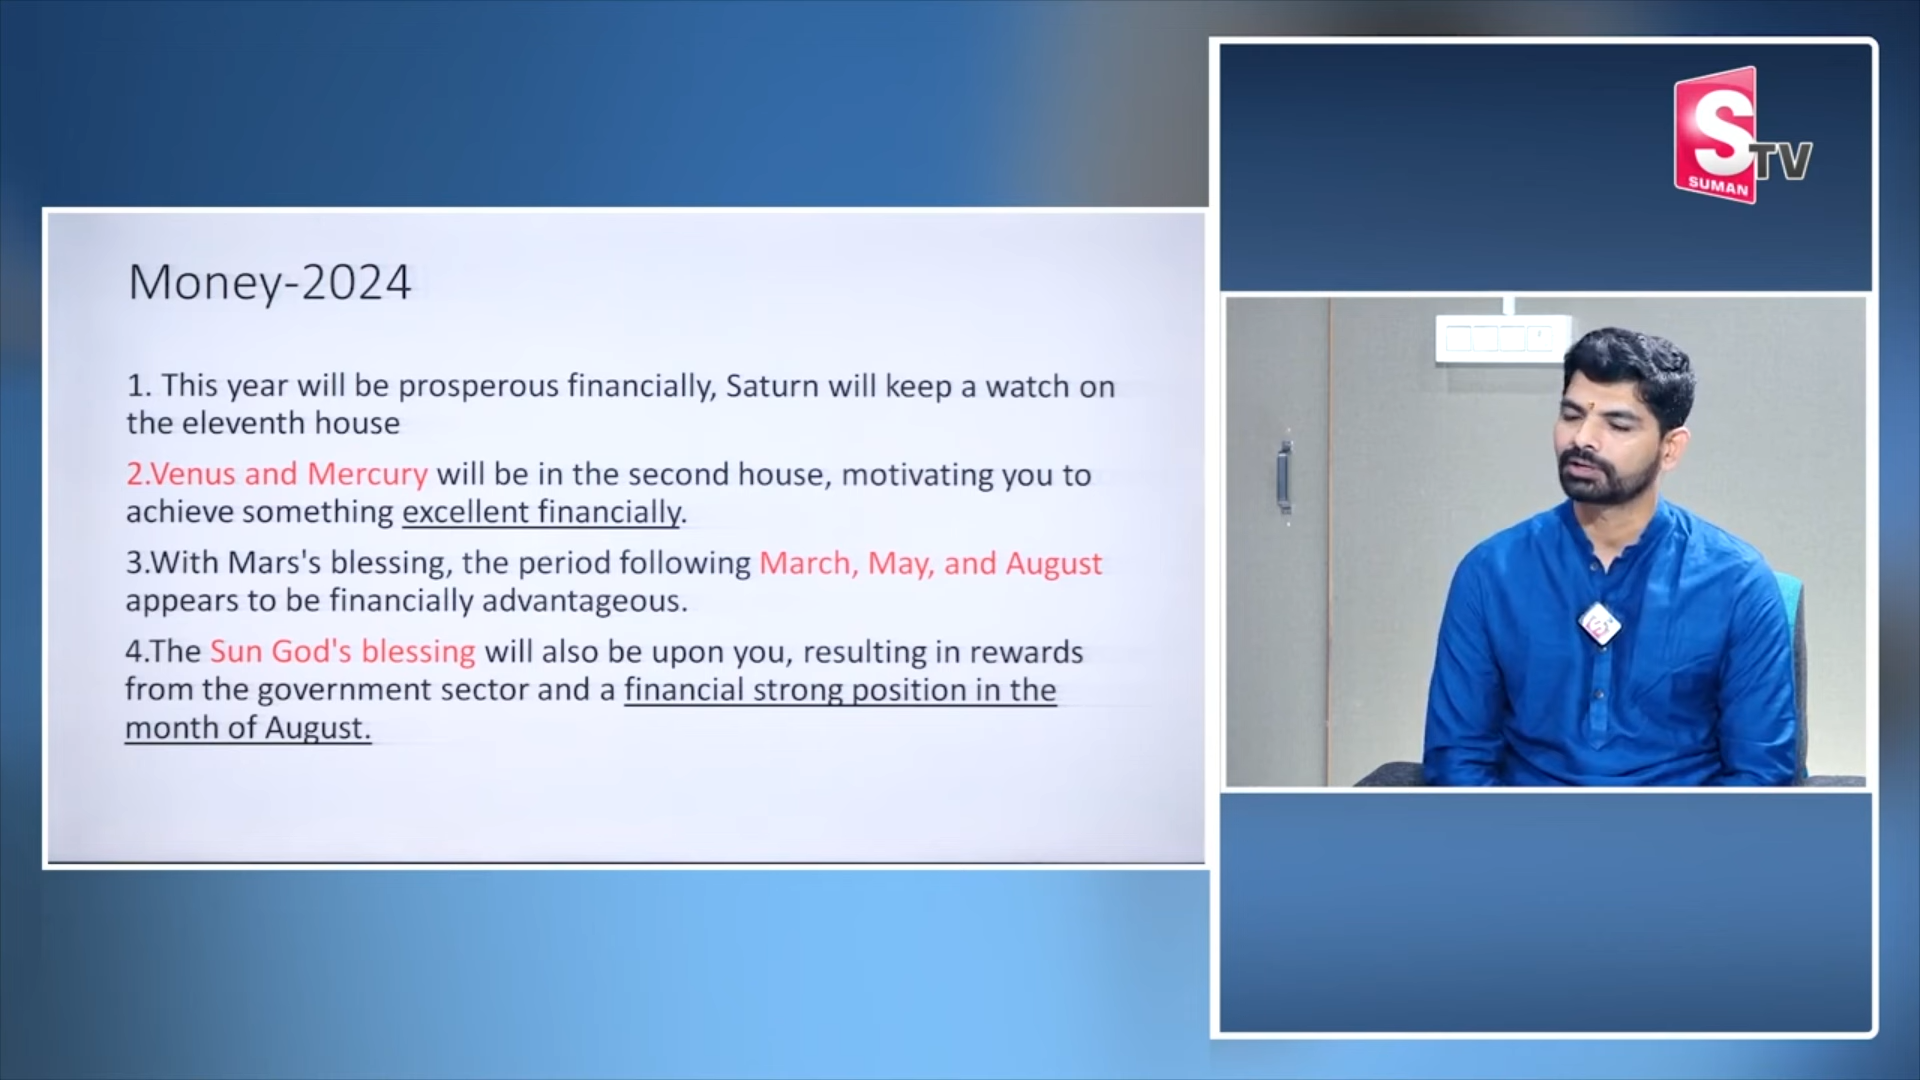 S
TV
SUMAN
Money-2024
1. This year will be prosperous financially, Saturn will keep a watch on
the eleventh house
2.Venus and Mercury will be in the second house, motivating you to
achieve something excellent financially.
3.With Mars's blessing, the period following March, May, and August
appears to be financially advantageous.
4.The Sun God's blessing will also be upon you, resulting in rewards
from the government sector and a financial strong position in the
month of August.